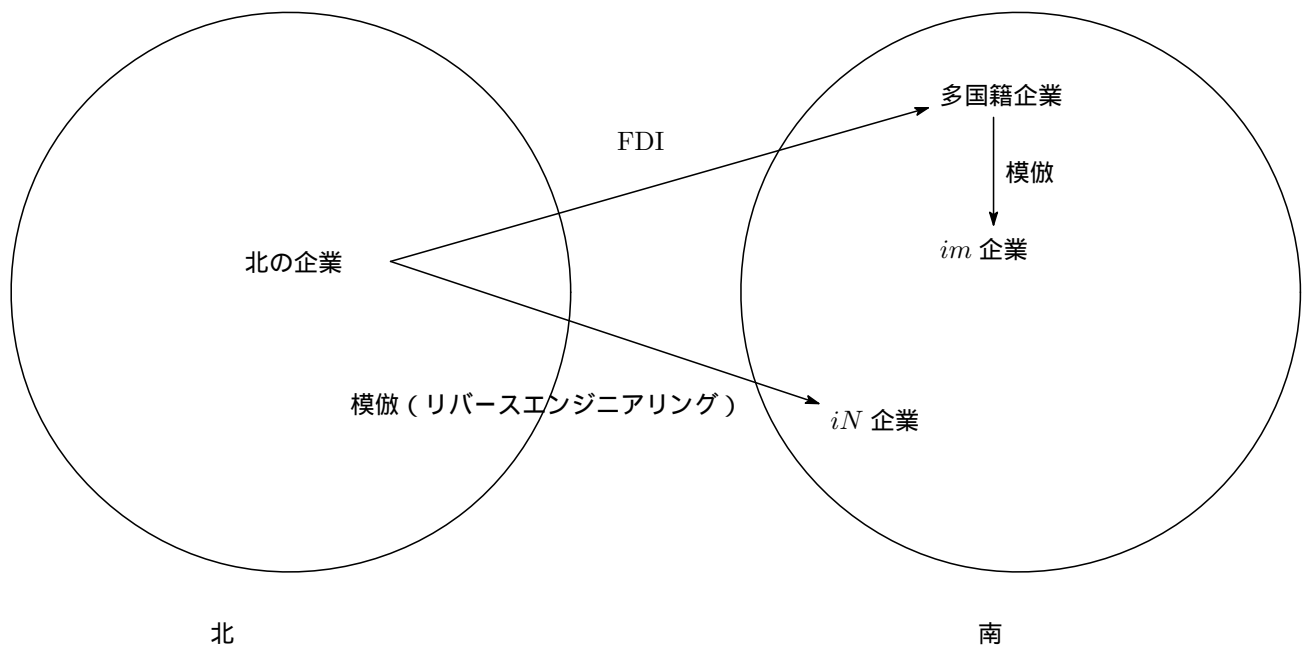 多国籍企業
FDI
模倣
北の企業
im 企業
模倣（リバースエンジニアリング）
iN 企業
北
南